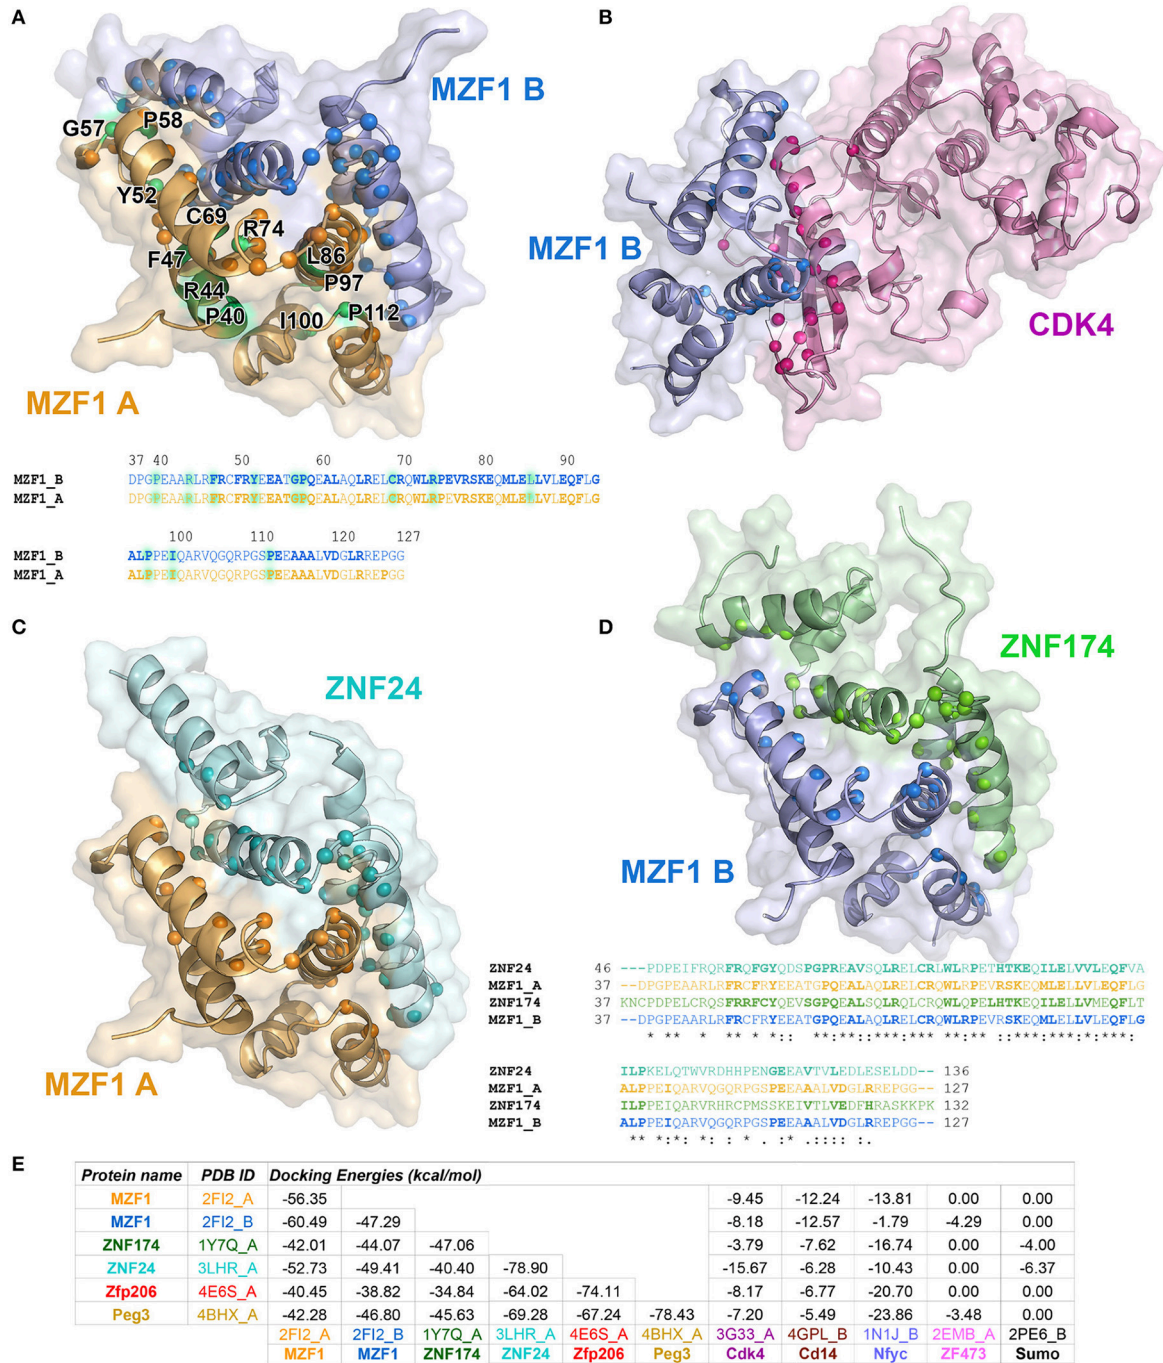 A
MZF1 B
G57
P58
Y52
C69
R74
F47
L86
P97
R44
P40
I100
P112
MZF1 A
37 40 50 60 70 80 90
MZF1_B DPGPEAARLRFRCFRYEEATGPQEALAQLRELCRQWLRPEVRSKEQMLELLVLEQFLG
MZF1_A DPGPEAARLRFRCFRYEEATGPQEALAQLRELCRQWLRPEVRSKEQMLELLVLEQFLG
100 111 120 127
MZF1_B ALPPEIQARVQGQRPGSPEEAAALVDGLRREPGG
MZF1_A ALPPEIQARVQGQRPGSPEEAAALVDGLRREPGG
B
MZF1 B
CDK4
C
ZNF24
MZF1 A
D
ZNF174
MZF1 B
ZNF24 46 ---PDPEIFRQRFRQFGYQDSPGPREAVSQLRELCRLWLRPETHTKEQILELVVLEQFVA
MZF1_A 37 --DPGPEAARLRFRCFRYEEATGPQEALAQLRELCRQWLRPEVRSKEQMLELLVLEQFLG
ZNF174 37 KNCPDPELCRQSFRRFCYQEVSGPQEALSQLRQLCRQWLQPELHTKEQILELLVMEQFLT
MZF1_B 37 --DPGPEAARLRFRCFRYEEATGPQEALAQLRELCRQWLRPEVRSKEQMLELLVLEQFLG
ZNF24 ILPKELQTWVRDHHPENGEEAVTVLEDLESELDD-- 136
MZF1_A ALPPEIQARVQGQRPGSPEEAAALVDGLRREPGG-- 127
ZNF174 ILPPEIQARVRHRCPMSSKEIVTLVEDFHRASKKPK 132
MZF1_B ALPPEIQARVQGQRPGSPEEAAALVDGLRREPGG-- 127
E
Protein name PDB ID Docking Energies (kcal/mol)
MZF1 2FI2_A -56.35 -9.45 -12.24 -13.81 0.00 0.00
MZF1 2FI2_B -60.49 -47.29 -8.18 -12.57 -1.79 -4.29 0.00
ZNF174 1Y7Q_A -42.01 -44.07 -47.06 -3.79 -7.62 -16.74 0.00 -4.00
ZNF24 3LHR_A -52.73 -49.41 -40.40 -78.90 -15.67 -6.28 -10.43 0.00 -6.37
Zfp206 4E6S_A -40.45 -38.82 -34.84 -64.02 -74.11 -8.17 -6.77 -20.70 0.00 0.00
Peg3 4BHX_A -42.28 -46.80 -45.63 -69.28 -67.24 -78.43 -7.20 -5.49 -23.86 -3.48 0.00
2FI2_A 2FI2_B 1Y7Q_A 3LHR_A 4E6S_A 4BHX_A 3G33_A 4GPL_B 1N1J_B 2EMB_A 2PE6_B
MZF1 MZF1 ZNF174 ZNF24 Zfp206 Peg3 Cdk4 Cd14 Nfyc ZF473 Sumo